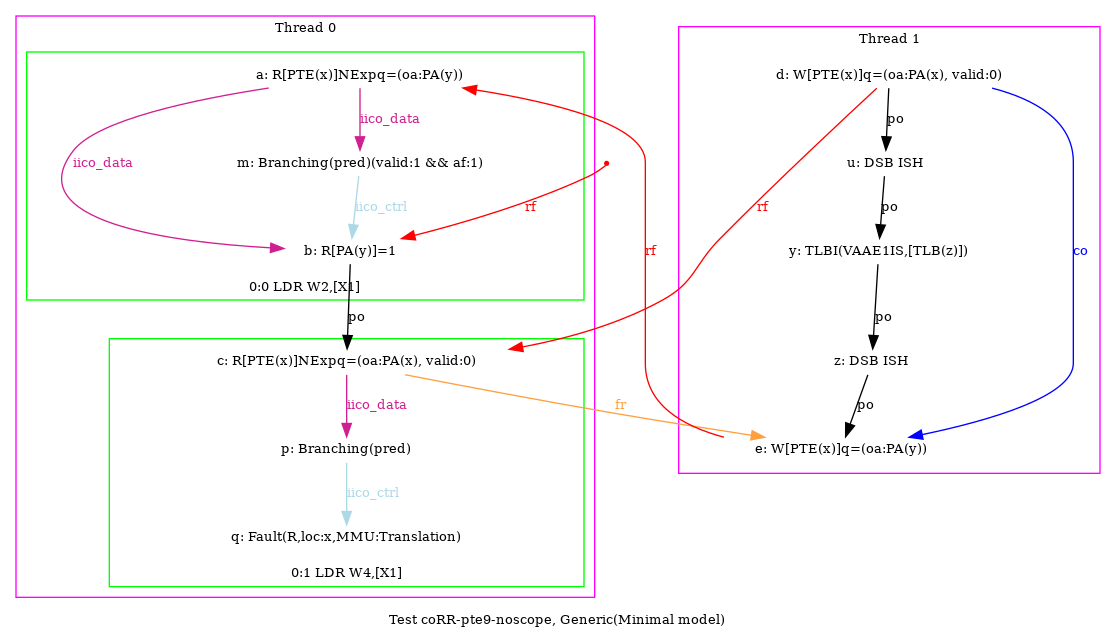 Thread 0
a: R[PTE(x)]NExpq=(oa:PA(y))
iico_data
iico_data
m: Branching(pred)(valid:1 && af:1)
iico_ctrl
rf
b: R[PA(y)]=1
0:0 LDR W2,[X1]
po
c: R[PTE(x)]NExpq=(oa:PA(x), valid:0)
iico_data
p: Branching(pred)
iico_ctrl
q: Fault(R,loc:x,MMU:Translation)
0:1 LDR W4,[X1]
rf
rf
fr
Thread 1
d: W[PTE(x)]q=(oa:PA(x), valid:0)
po
u: DSB ISH
po
y: TLBI(VAAE1IS,[TLB(z)])
co
po
z: DSB ISH
po
e: W[PTE(x)]q=(oa:PA(y))
Test coRR-pte9-noscope, Generic(Minimal model)